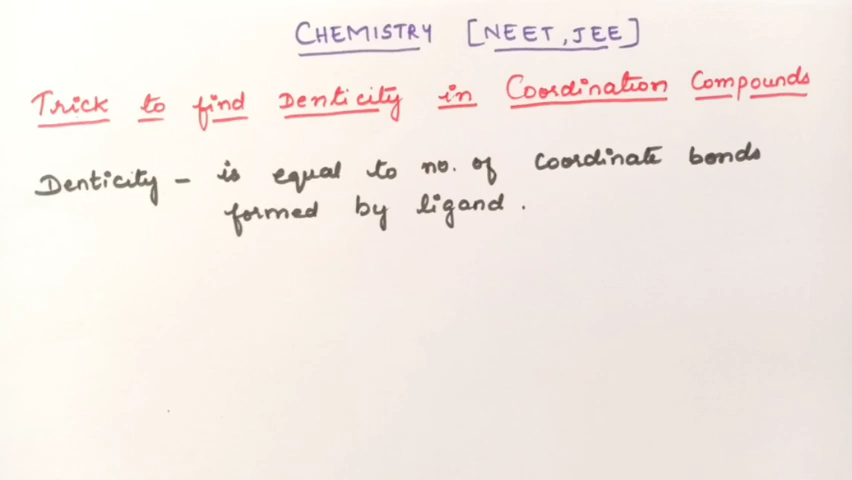 CHEMISTRY [NEET, JEE]
Trick to find Denticity in Coordination Compounds
Denticity - is equal to no. of coordinate bonds
formed by ligand.